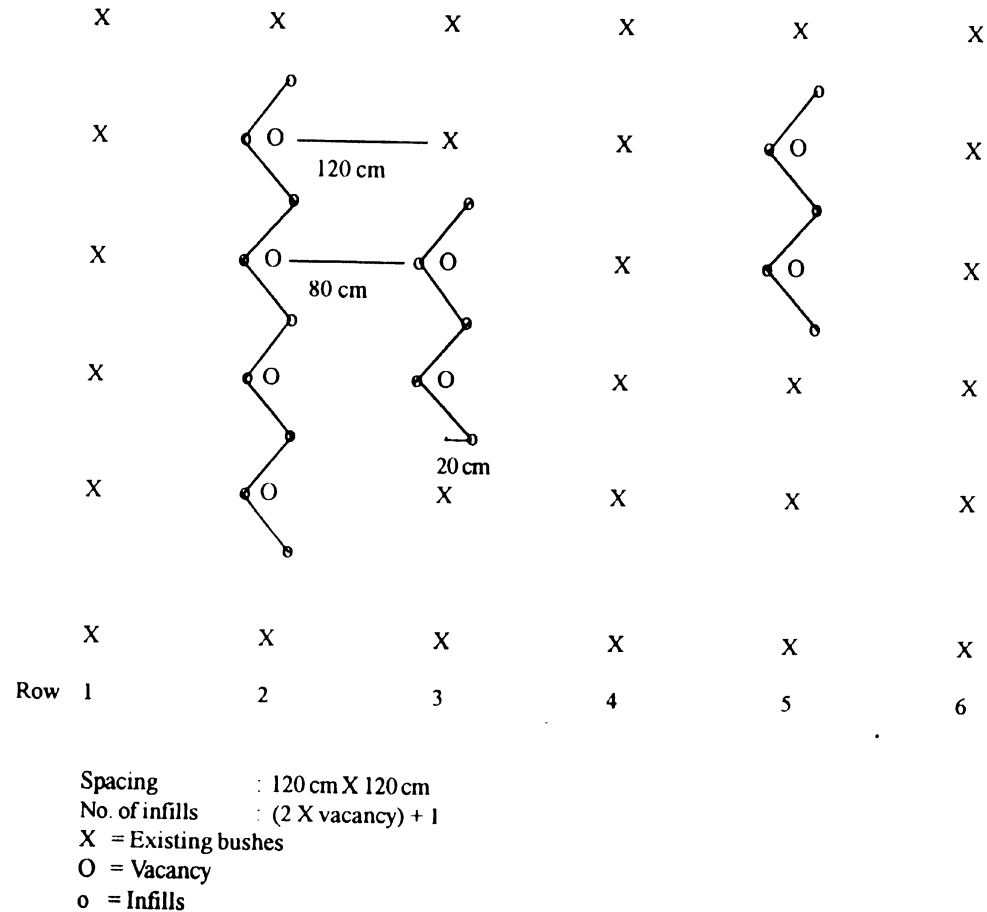 X X X X X X
X O X X O X
120 cm
X O O X O X
80 cm
X O O X X X
20 cm
X O X X X X
X X X X X X
Row 1 2 3 4 5 6
Spacing : 120 cm X 120 cm
No. of infills : (2 X vacancy) + 1
X = Existing bushes
O = Vacancy
o = Infills